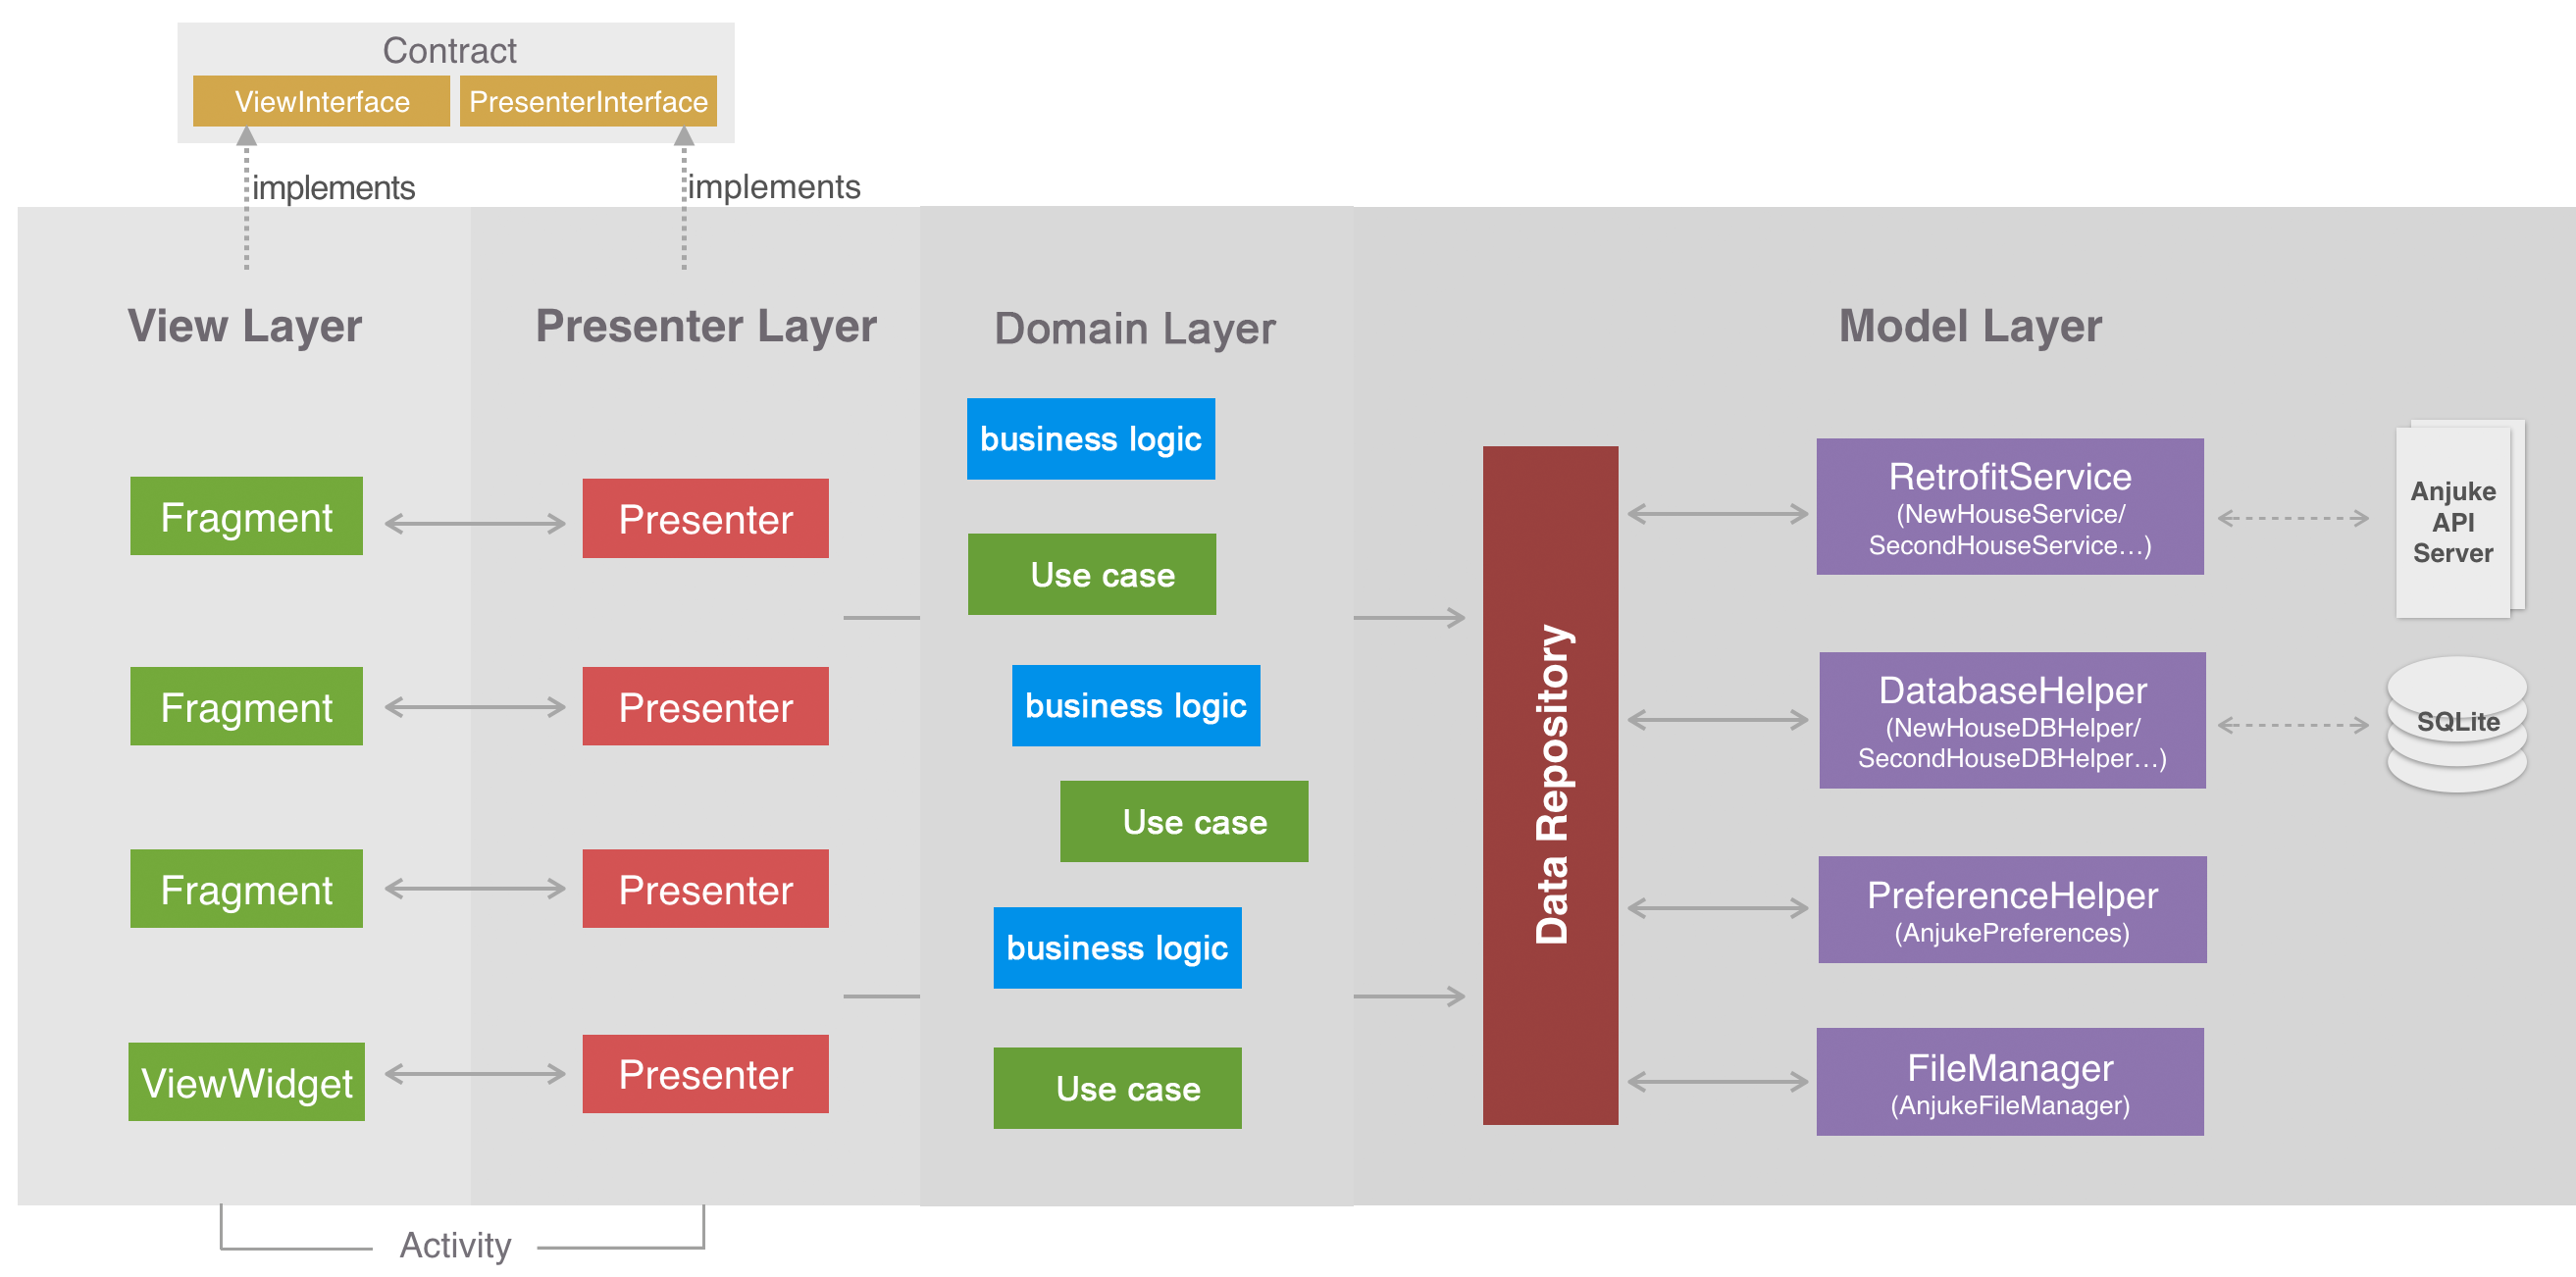 Contract
ViewInterface
PresenterInterface
implements
implements
View Layer
Presenter Layer
Domain Layer
Model Layer
Fragment
Fragment
Fragment
ViewWidget
Presenter
Presenter
Presenter
Presenter
business logic
Use case
business logic
Use case
business logic
Use case
Data Repository
RetrofitService
(NewHouseService/
SecondHouseService…)
DatabaseHelper
(NewHouseDBHelper/
SecondHouseDBHelper…)
PreferenceHelper
(AnjukePreferences)
FileManager
(AnjukeFileManager)
Anjuke
API
Server
SQLite
Activity